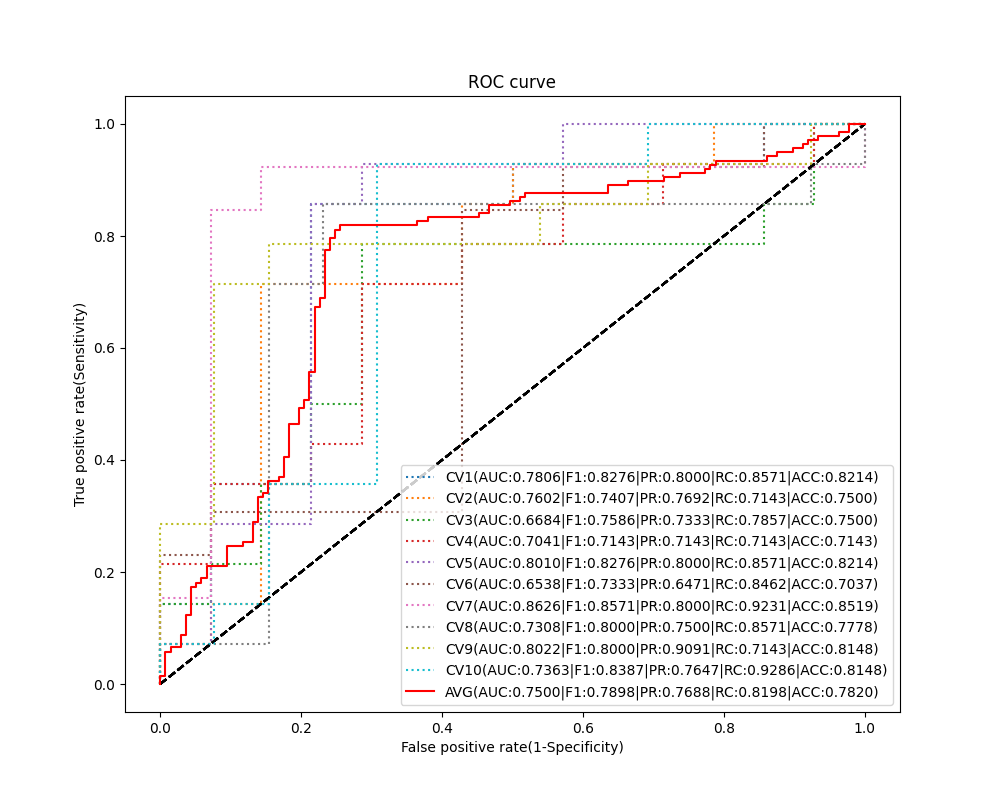 ROC curve
1.0
0.8
0.6
0.4
0.2
0.0
True positive rate(Sensitivity)
CV1(AUC:0.7806|F1:0.8276|PR:0.8000|RC:0.8571|ACC:0.8214)
CV2(AUC:0.7602|F1:0.7407|PR:0.7692|RC:0.7143|ACC:0.7500)
CV3(AUC:0.6684|F1:0.7586|PR:0.7333|RC:0.7857|ACC:0.7500)
CV4(AUC:0.7041|F1:0.7143|PR:0.7143|RC:0.7143|ACC:0.7143)
CV5(AUC:0.8010|F1:0.8276|PR:0.8000|RC:0.8571|ACC:0.8214)
CV6(AUC:0.6538|F1:0.7333|PR:0.6471|RC:0.8462|ACC:0.7037)
CV7(AUC:0.8626|F1:0.8571|PR:0.8000|RC:0.9231|ACC:0.8519)
CV8(AUC:0.7308|F1:0.8000|PR:0.7500|RC:0.8571|ACC:0.7778)
CV9(AUC:0.8022|F1:0.8000|PR:0.9091|RC:0.7143|ACC:0.8148)
CV10(AUC:0.7363|F1:0.8387|PR:0.7647|RC:0.9286|ACC:0.8148)
AVG(AUC:0.7500|F1:0.7898|PR:0.7688|RC:0.8198|ACC:0.7820)
0.0 0.2 0.4 0.6 0.8 1.0
False positive rate(1-Specificity)